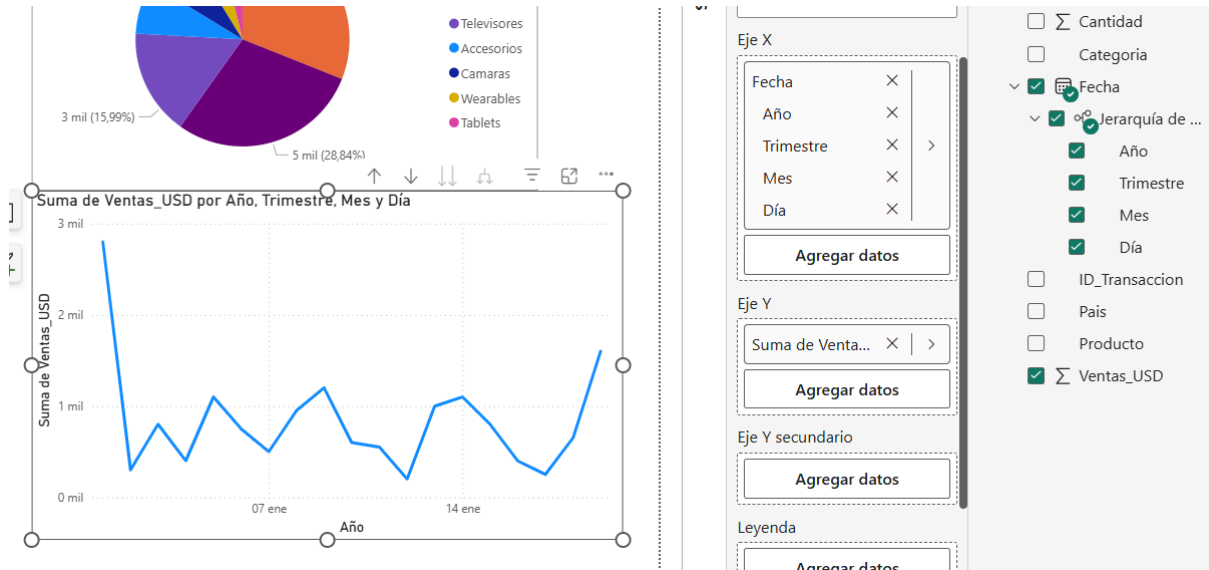 Televisores
Accesorios
Camaras
Wearables
Tablets
3 mil (15,99%)
5 mil (28,84%)
Suma de Ventas_USD por Año, Trimestre, Mes y Día
3 mil
2 mil
1 mil
0 mil
Suma de Ventas_USD
07 ene
14 ene
Año
Eje X
Fecha
Año
Trimestre
Mes
Día
Agregar datos
Eje Y
Suma de Venta...
Agregar datos
Eje Y secundario
Agregar datos
Leyenda
Agregar datos
Cantidad
Categoria
Fecha
Jerarquía de ...
Año
Trimestre
Mes
Día
ID_Transaccion
Pais
Producto
Ventas_USD